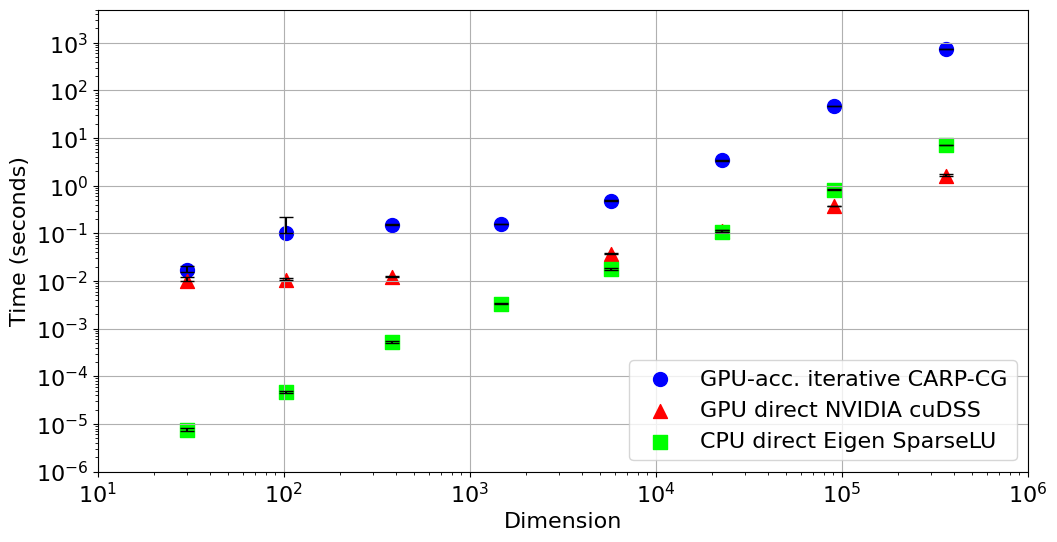 10³
10²
10¹
10⁰
10⁻¹
10⁻²
10⁻³
10⁻⁴
10⁻⁵
10⁻⁶
Time (seconds)
GPU-acc. iterative CARP-CG
GPU direct NVIDIA cuDSS
CPU direct Eigen SparseLU
10¹ 10² 10³ 10⁴ 10⁵ 10⁶
Dimension